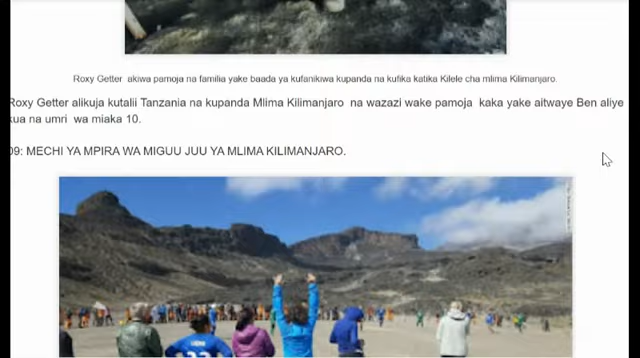 Roxy Getter akiwa pamoja na familia yake baada ya kufanikiwa kupanda na kufika katika Kilele cha mlima Kilimanjaro.
Roxy Getter alikuja kutalii Tanzania na kupanda Mlima Kilimanjaro na wazazi wake pamoja kaka yake aitwaye Ben aliye
kua na umri wa miaka 10.
09: MECHI YA MPIRA WA MIGUU JUU YA MLIMA KILIMANJARO.